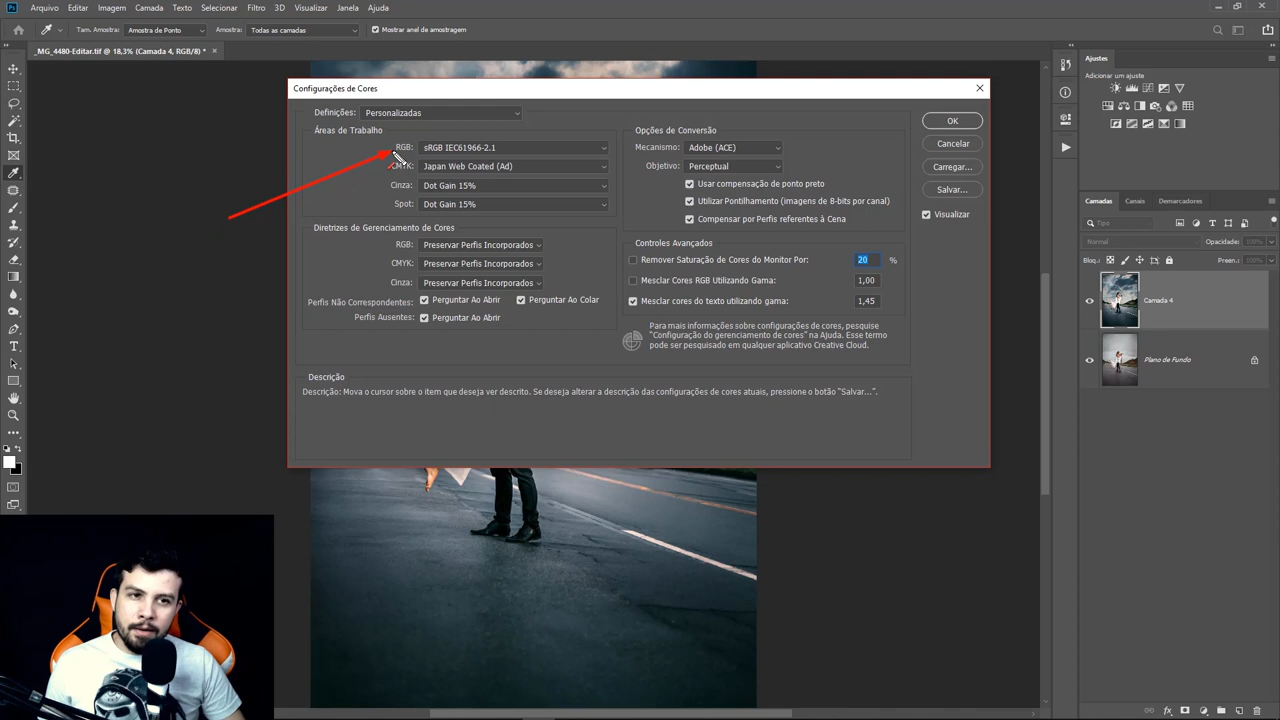 Ps Arquivo Editar Imagem Camada Texto Selecionar Filtro 3D Visualizar Janela Ajuda
Tam. Amostra: Amostra de Ponto Amostra: Todas as camadas Mostrar anel de amostragem
_MG_4480-Editar.tif @ 18,3% (Camada 4, RGB/8) *
Configurações de Cores
Definições: Personalizadas
Áreas de Trabalho
RGB: sRGB IEC61966-2.1
CMYK: Japan Web Coated (Ad)
Cinza: Dot Gain 15%
Spot: Dot Gain 15%
Diretrizes de Gerenciamento de Cores
RGB: Preservar Perfis Incorporados
CMYK: Preservar Perfis Incorporados
Cinza: Preservar Perfis Incorporados
Perfis Não Correspondentes: Perguntar Ao Abrir Perguntar Ao Colar
Perfis Ausentes: Perguntar Ao Abrir
Opções de Conversão
Mecanismo: Adobe (ACE)
Objetivo: Perceptual
Usar compensação de ponto preto
Utilizar Pontilhamento (imagens de 8-bits por canal)
Compensar por Perfis referentes à Cena
Controles Avançados
Remover Saturação de Cores do Monitor Por: 20 %
Mesclar Cores RGB Utilizando Gama: 1,00
Mesclar cores do texto utilizando gama: 1,45
Para mais informações sobre configurações de cores, pesquise
"Configuração do gerenciamento de cores" na Ajuda. Esse termo
pode ser pesquisado em qualquer aplicativo Creative Cloud.
Descrição
Descrição: Mova o cursor sobre o item que deseja ver descrito. Se deseja alterar a descrição das configurações de cores atuais, pressione o botão "Salvar...".
OK
Cancelar
Carregar...
Salvar...
Visualizar
Ajustes
Adicionar um ajuste
Camadas Canais Demarcadores
Tipo
Normal Opacidade: 100%
Bloq.: Preen.: 100%
Camada 4
Plano de Fundo